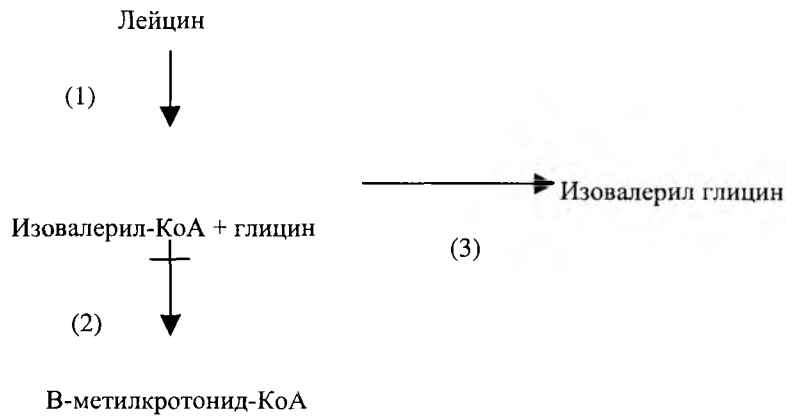 Лейцин
(1)
Изовалерил глицин
Изовалерил-КоА + глицин
(3)
(2)
В-метилкротонид-КоА